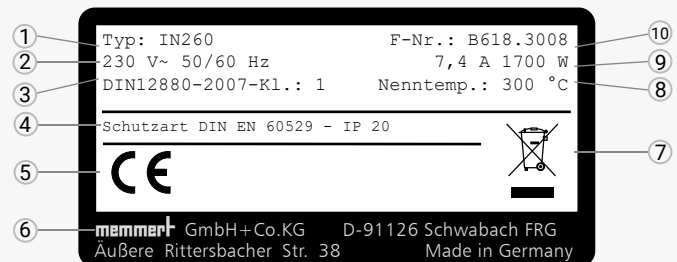 1 Typ: IN260 F-Nr.: B618.3008 10
2 230 V~ 50/60 Hz 7,4 A 1700 W 9
3 DIN12880-2007-Kl.: 1 Nenntemp.: 300 °C 8
4 Schutzart DIN EN 60529 - IP 20
5 CE 7
6 memmert GmbH+Co.KG D-91126 Schwabach FRG
Äußere Rittersbacher Str. 38 Made in Germany